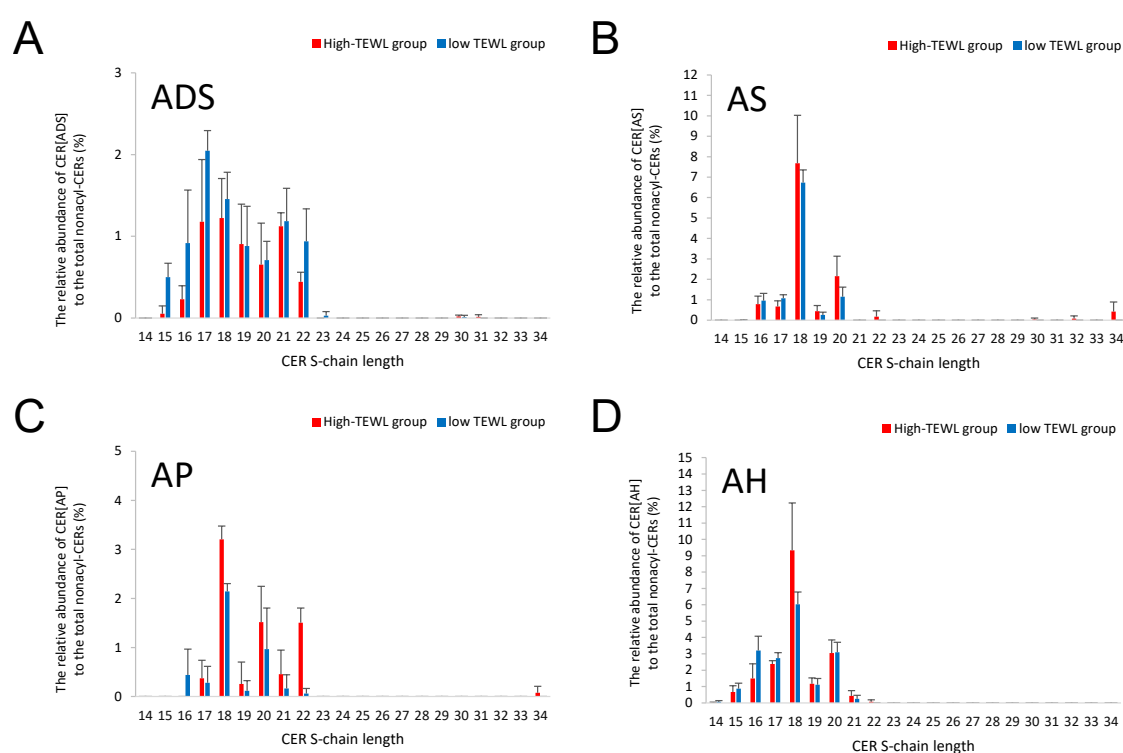 A
High-TEWL group low TEWL group
ADS
The relative abundance of CER[ADS]
to the total nonacyl-CERs (%)
3
2
1
0
14 15 16 17 18 19 20 21 22 23 24 25 26 27 28 29 30 31 32 33 34
CER S-chain length
B
High-TEWL group low TEWL group
AS
The relative abundance of CER[AS]
to the total nonacyl-CERs (%)
12
11
10
9
8
7
6
5
4
3
2
1
0
14 15 16 17 18 19 20 21 22 23 24 25 26 27 28 29 30 31 32 33 34
CER S-chain length
C
High-TEWL group low TEWL group
AP
The relative abundance of CER[AP]
to the total nonacyl-CERs (%)
5
4
3
2
1
0
14 15 16 17 18 19 20 21 22 23 24 25 26 27 28 29 30 31 32 33 34
CER S-chain length
D
High-TEWL group low TEWL group
AH
The relative abundance of CER[AH]
to the total nonacyl-CERs (%)
15
14
13
12
11
10
9
8
7
6
5
4
3
2
1
0
14 15 16 17 18 19 20 21 22 23 24 25 26 27 28 29 30 31 32 33 34
CER S-chain length